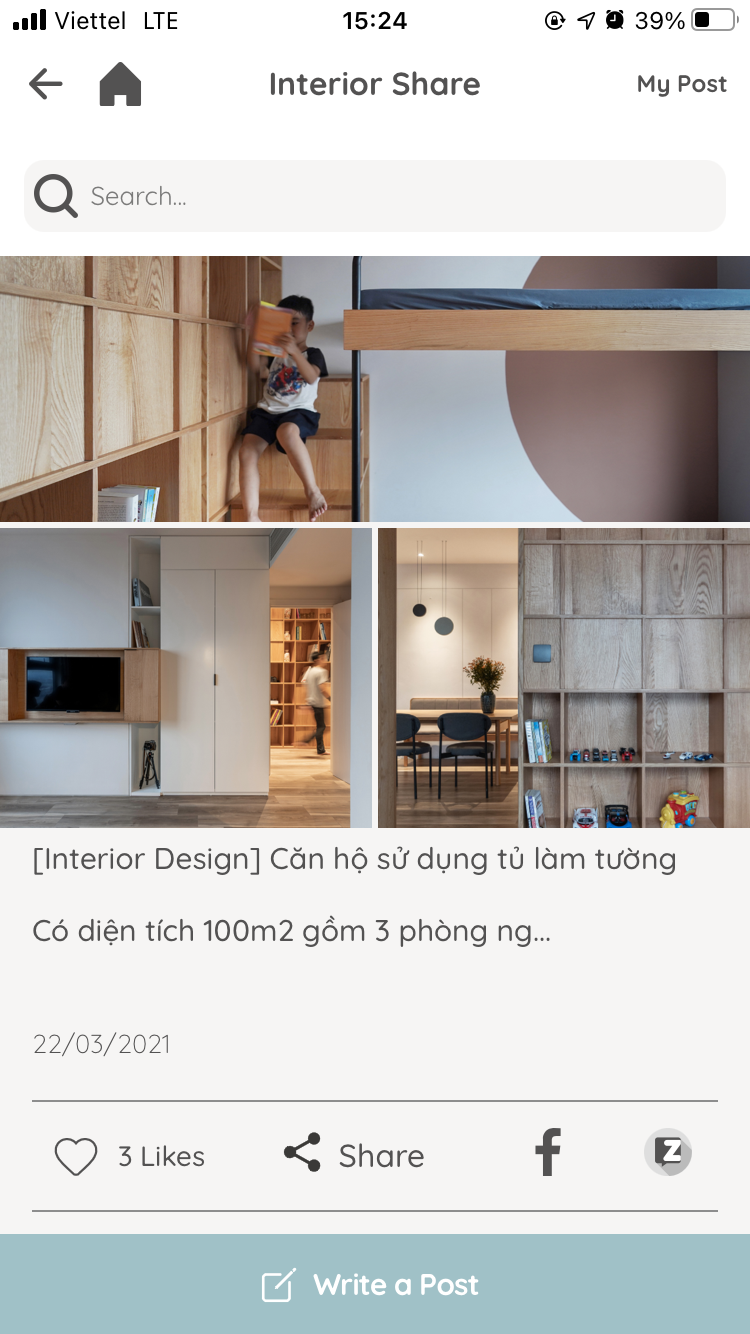 Viettel LTE 15:24 39%
Interior Share My Post
Search...
[Interior Design] Căn hộ sử dụng tủ làm tường
Có diện tích 100m2 gồm 3 phòng ng...
22/03/2021
3 Likes Share
Write a Post